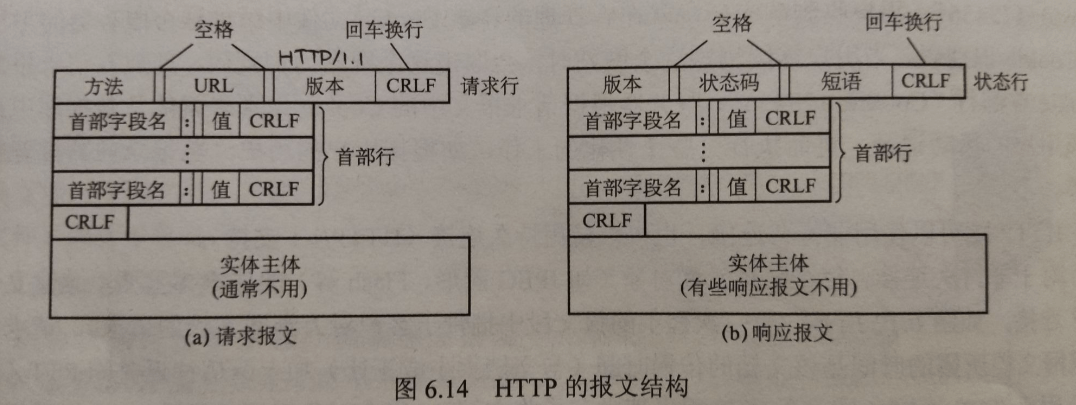 空格 回车换行
HTTP/1.1
方法 URL 版本 CRLF 请求行
首部字段名 : 值 CRLF
⋮ 首部行
首部字段名 : 值 CRLF
CRLF
实体主体
(通常不用)
(a) 请求报文
空格 回车换行
版本 状态码 短语 CRLF 状态行
首部字段名 : 值 CRLF
⋮ 首部行
首部字段名 : 值 CRLF
CRLF
实体主体
(有些响应报文不用)
(b) 响应报文
图 6.14 HTTP 的报文结构